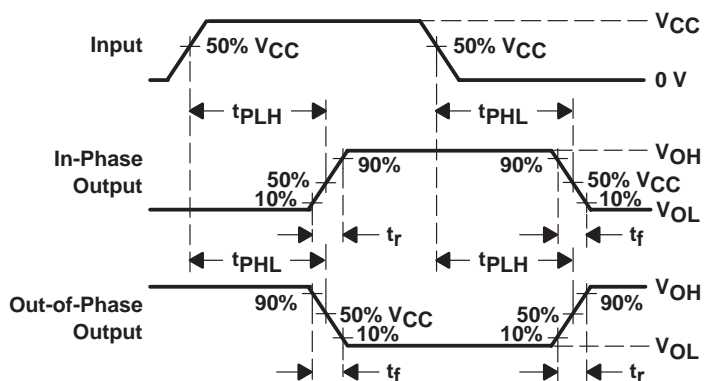 VCC
Input
50% VCC
50% VCC
0 V
tPLH
tPHL
In-Phase
Output
VOH
90%
90%
50%
50% VCC
10%
10%
VOL
tr
tf
tPHL
tPLH
Out-of-Phase
Output
VOH
90%
90%
50% VCC
50%
10%
10%
VOL
tf
tr